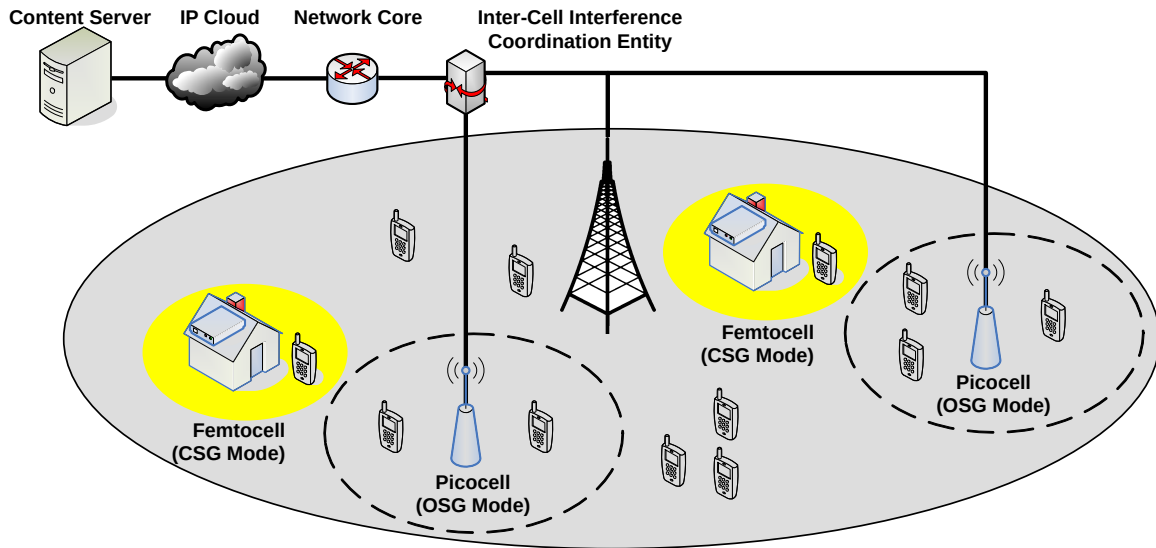 Content Server
IP Cloud
Network Core
Inter-Cell Interference
Coordination Entity
Femtocell
(CSG Mode)
Femtocell
(CSG Mode)
Picocell
(OSG Mode)
Picocell
(OSG Mode)